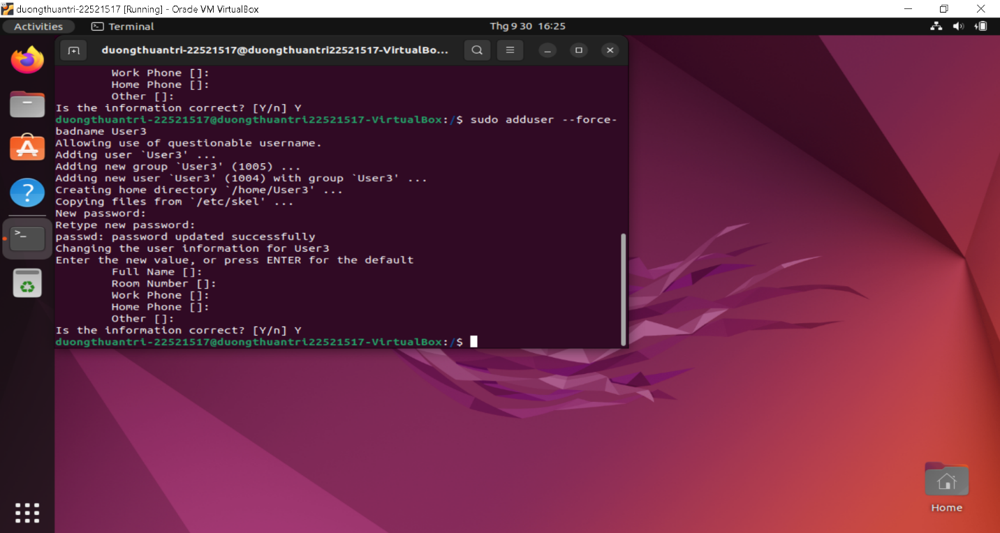 duongthuantri-22521517 [Running] - Oracle VM VirtualBox
Activities
Terminal
Thg 9 30 16:25
duongthuantri-22521517@duongthuantri22521517-VirtualBo...
Work Phone []:
Home Phone []:
Other []:
Is the information correct? [Y/n] Y
duongthuantri-22521517@duongthuantri22521517-VirtualBox:/$ sudo adduser --force-
badname User3
Allowing use of questionable username.
Adding user `User3' ...
Adding new group `User3' (1005) ...
Adding new user `User3' (1004) with group `User3' ...
Creating home directory `/home/User3' ...
Copying files from `/etc/skel' ...
New password:
Retype new password:
passwd: password updated successfully
Changing the user information for User3
Enter the new value, or press ENTER for the default
Full Name []:
Room Number []:
Work Phone []:
Home Phone []:
Other []:
Is the information correct? [Y/n] Y
duongthuantri-22521517@duongthuantri22521517-VirtualBox:/$
Home